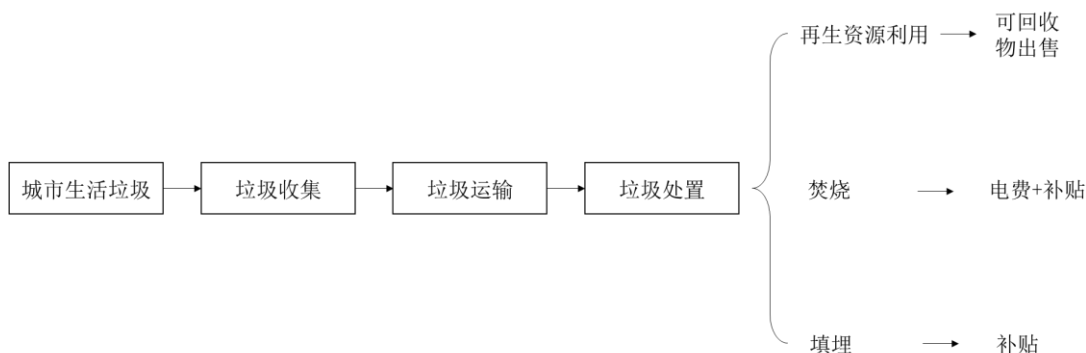 再生资源利用
可回收
物出售
城市生活垃圾
垃圾收集
垃圾运输
垃圾处置
焚烧
电费+补贴
填埋
补贴